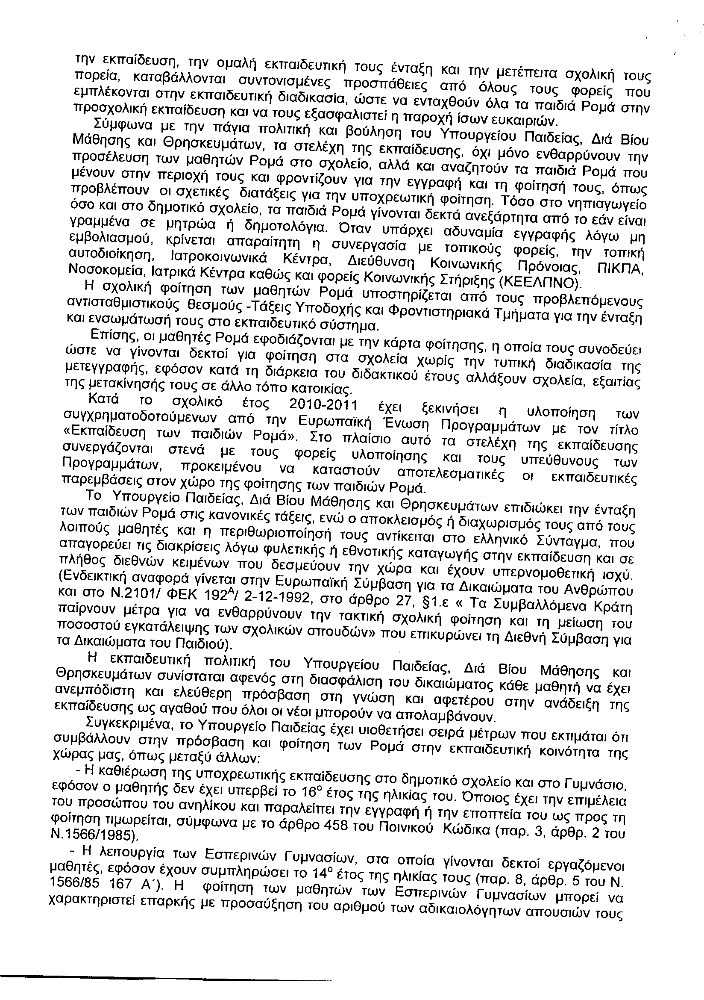 την εκπαίδευση, την ομαλή εκπαιδευτική τους ένταξη και την μετέπειτα σχολική τους
πορεία, καταβάλλονται συντονισμένες προσπάθειες από όλους τους φορείς που
εμπλέκονται στην εκπαιδευτική διαδικασία, ώστε να ενταχθούν όλα τα παιδιά Ρομά στην
προσχολική εκπαίδευση και να τους εξασφαλιστεί η παροχή ίσων ευκαιριών.
Σύμφωνα με την πάγια πολιτική και βούληση του Υπουργείου Παιδείας, Διά Βίου
Μάθησης και Θρησκευμάτων, τα στελέχη της εκπαίδευσης, όχι μόνο ενθαρρύνουν την
προσέλευση των μαθητών Ρομά στο σχολείο, αλλά και αναζητούν τα παιδιά Ρομά που
μένουν στην περιοχή τους και φροντίζουν για την εγγραφή και τη φοίτησή τους, όπως
προβλέπουν οι σχετικές διατάξεις για την υποχρεωτική φοίτηση. Τόσο στο νηπιαγωγείο
όσο και στο δημοτικό σχολείο, τα παιδιά Ρομά γίνονται δεκτά ανεξάρτητα από το εάν είναι
γραμμένα σε μητρώα ή δημοτολόγια. Όταν υπάρχει αδυναμία εγγραφής λόγω μη
εμβολιασμού, κρίνεται απαραίτητη η συνεργασία με τοπικούς φορείς, την τοπική
αυτοδιοίκηση, Ιατροκοινωνικά Κέντρα, Διεύθυνση Κοινωνικής Πρόνοιας, ΠΙΚΠΑ,
Νοσοκομεία, Ιατρικά Κέντρα καθώς και φορείς Κοινωνικής Στήριξης (ΚΕΕΛΠΝΟ).
Η σχολική φοίτηση των μαθητών Ρομά υποστηρίζεται από τους προβλεπόμενους
αντισταθμιστικούς θεσμούς -Τάξεις Υποδοχής και Φροντιστηριακά Τμήματα για την ένταξη
και ενσωμάτωσή τους στο εκπαιδευτικό σύστημα.
Επίσης, οι μαθητές Ρομά εφοδιάζονται με την κάρτα φοίτησης, η οποία τους συνοδεύει
ώστε να γίνονται δεκτοί για φοίτηση στα σχολεία χωρίς την τυπική διαδικασία της
μετεγγραφής, εφόσον κατά τη διάρκεια του διδακτικού έτους αλλάξουν σχολεία, εξαιτίας
της μετακίνησής τους σε άλλο τόπο κατοικίας.
Κατά το σχολικό έτος 2010-2011 έχει ξεκινήσει η υλοποίηση των
συγχρηματοδοτούμενων από την Ευρωπαϊκή Ένωση Προγραμμάτων με τον τίτλο
«Εκπαίδευση των παιδιών Ρομά». Στο πλαίσιο αυτό τα στελέχη της εκπαίδευσης
συνεργάζονται στενά με τους φορείς υλοποίησης και τους υπεύθυνους των
Προγραμμάτων, προκειμένου να καταστούν αποτελεσματικές οι εκπαιδευτικές
παρεμβάσεις στον χώρο της φοίτησης των παιδιών Ρομά.
Το Υπουργείο Παιδείας, Διά Βίου Μάθησης και Θρησκευμάτων επιδιώκει την ένταξη
των παιδιών Ρομά στις κανονικές τάξεις, ενώ ο αποκλεισμός ή διαχωρισμός τους από τους
λοιπούς μαθητές και η περιθωριοποίησή τους αντίκειται στο ελληνικό Σύνταγμα, που
απαγορεύει τις διακρίσεις λόγω φυλετικής ή εθνοτικής καταγωγής στην εκπαίδευση και σε
πλήθος διεθνών κειμένων που δεσμεύουν την χώρα και έχουν υπερνομοθετική ισχύ.
(Ενδεικτική αναφορά γίνεται στην Ευρωπαϊκή Σύμβαση για τα Δικαιώματα του Ανθρώπου
και στο Ν.2101/ ΦΕΚ 192Α/ 2-12-1992, στο άρθρο 27, §1.ε « Τα Συμβαλλόμενα Κράτη
παίρνουν μέτρα για να ενθαρρύνουν την τακτική σχολική φοίτηση και τη μείωση του
ποσοστού εγκατάλειψης των σχολικών σπουδών» που επικυρώνει τη Διεθνή Σύμβαση για
τα Δικαιώματα του Παιδιού).
Η εκπαιδευτική πολιτική του Υπουργείου Παιδείας, Διά Βίου Μάθησης και
Θρησκευμάτων συνίσταται αφενός στη διασφάλιση του δικαιώματος κάθε μαθητή να έχει
ανεμπόδιστη και ελεύθερη πρόσβαση στη γνώση και αφετέρου στην ανάδειξη της
εκπαίδευσης ως αγαθού που όλοι οι νέοι μπορούν να απολαμβάνουν.
Συγκεκριμένα, το Υπουργείο Παιδείας έχει υιοθετήσει σειρά μέτρων που εκτιμάται ότι
συμβάλλουν στην πρόσβαση και φοίτηση των Ρομά στην εκπαιδευτική κοινότητα της
χώρας μας, όπως μεταξύ άλλων:
- Η καθιέρωση της υποχρεωτικής εκπαίδευσης στο δημοτικό σχολείο και στο Γυμνάσιο,
εφόσον ο μαθητής δεν έχει υπερβεί το 16ο έτος της ηλικίας του. Όποιος έχει την επιμέλεια
του προσώπου του ανηλίκου και παραλείπει την εγγραφή ή την εποπτεία του ως προς τη
φοίτηση τιμωρείται, σύμφωνα με το άρθρο 458 του Ποινικού Κώδικα (παρ. 3, άρθρ. 2 του
Ν.1566/1985).
- Η λειτουργία των Εσπερινών Γυμνασίων, στα οποία γίνονται δεκτοί εργαζόμενοι
μαθητές, εφόσον έχουν συμπληρώσει το 14ο έτος της ηλικίας τους (παρ. 8, άρθρ. 5 του Ν.
1566/85 167 Α΄). Η φοίτηση των μαθητών των Εσπερινών Γυμνασίων μπορεί να
χαρακτηριστεί επαρκής με προσαύξηση του αριθμού των αδικαιολόγητων απουσιών τους